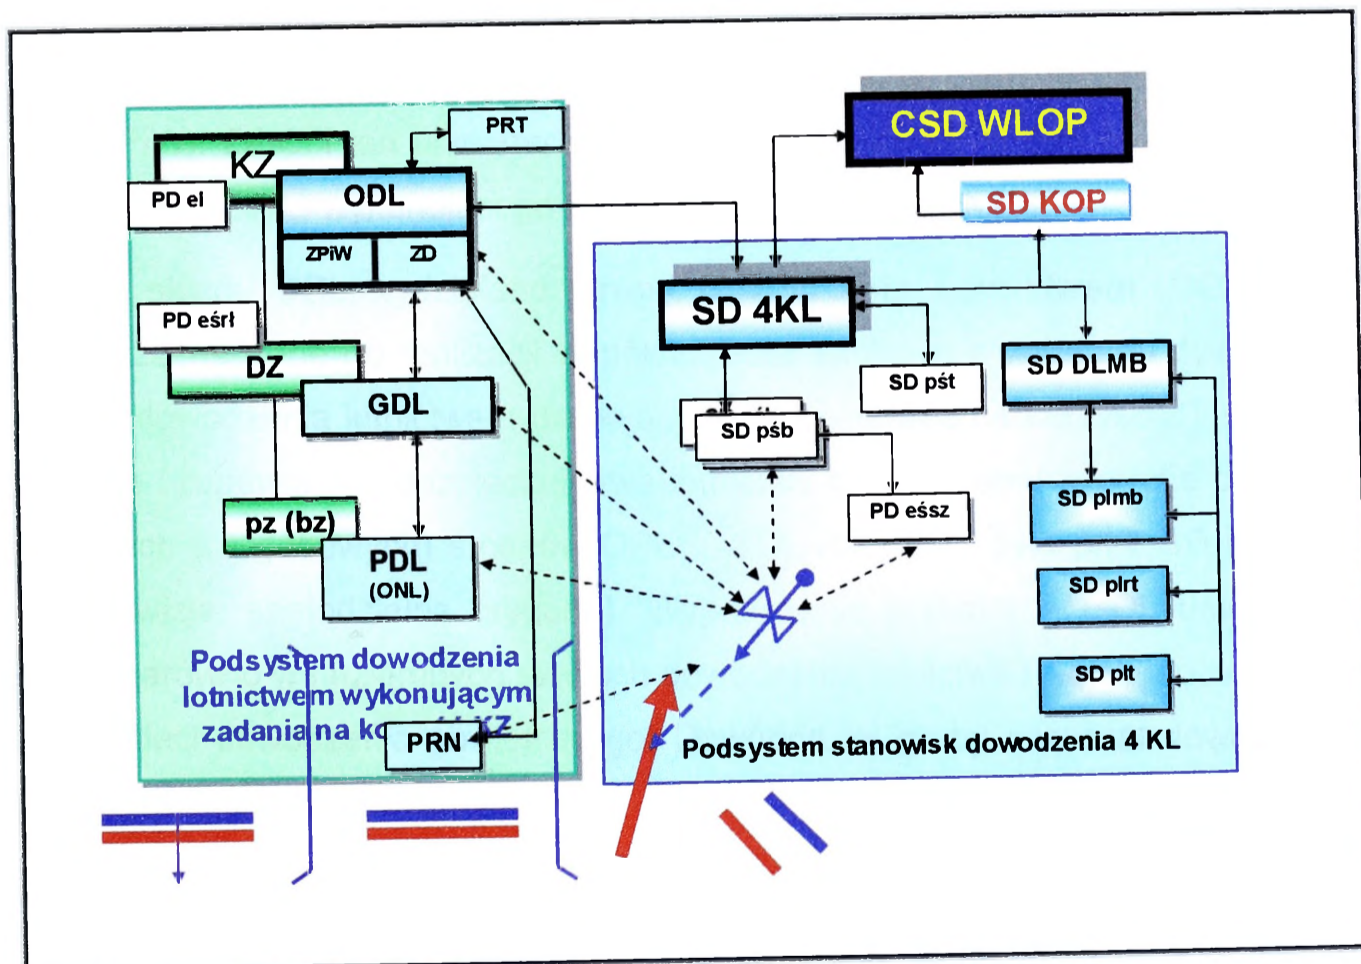 CSD WLOP
PRT
KZ
PD el
ODL
SD KOP
ZPiW
ZD
PD eśrł
SD 4KL
DZ
GDL
SD pśt
SD DLMB
SD pśb
pz (bz)
PD eśsz
SD plmb
PDL
(ONL)
SD plrt
Podsystem dowodzenia
lotnictwem wykonującym
zadania na KZ
SD plt
PRN
Podsystem stanowisk dowodzenia 4 KL